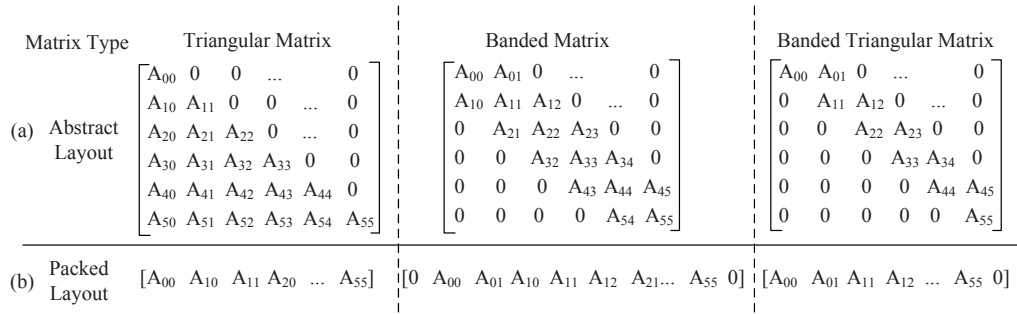 Matrix Type Triangular Matrix Banded Matrix Banded Triangular Matrix
(a) Abstract Layout
A00 0 0 ... 0
A10 A11 0 0 ... 0
A20 A21 A22 0 ... 0
A30 A31 A32 A33 0 0
A40 A41 A42 A43 A44 0
A50 A51 A52 A53 A54 A55
A00 A01 0 ... 0
A10 A11 A12 0 ... 0
0 A21 A22 A23 0 0
0 0 A32 A33 A34 0
0 0 0 A43 A44 A45
0 0 0 0 A54 A55
A00 A01 0 ... 0
0 A11 A12 0 ... 0
0 0 A22 A23 0 0
0 0 0 A33 A34 0
0 0 0 0 A44 A45
0 0 0 0 0 A55
(b) Packed Layout
[A00 A10 A11 A20 ... A55]
[0 A00 A01 A10 A11 A12 A21... A55 0]
[A00 A01 A11 A12 ... A55 0]